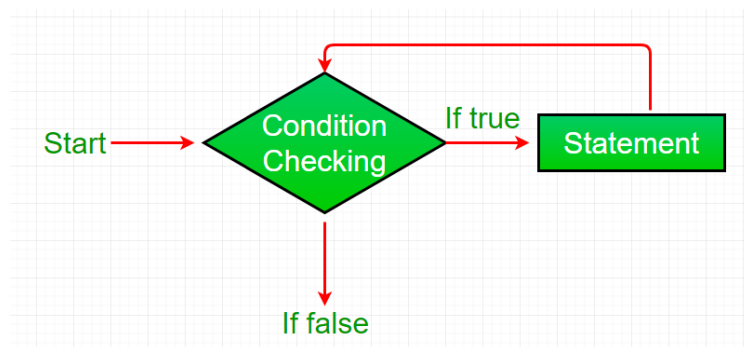 Start
Condition
Checking
If true
Statement
If false